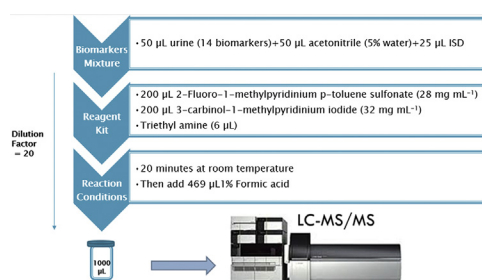 Biomarkers
Mixture
•50 µL urine (14 biomarkers)+50 µL acetonitrile (5% water)+25 µL ISD
Reagent
Kit
•200 µL 2-Fluoro-1-methylpyridinium p-toluene sulfonate (28 mg mL⁻¹)
•200 µL 3-carbinol-1-methylpyridinium iodide (32 mg mL⁻¹)
•Triethyl amine (6 µL)
Dilution
Factor
= 20
Reaction
Conditions
•20 minutes at room temperature
•Then add 469 µL1% Formic acid
LC-MS/MS
1000
µL